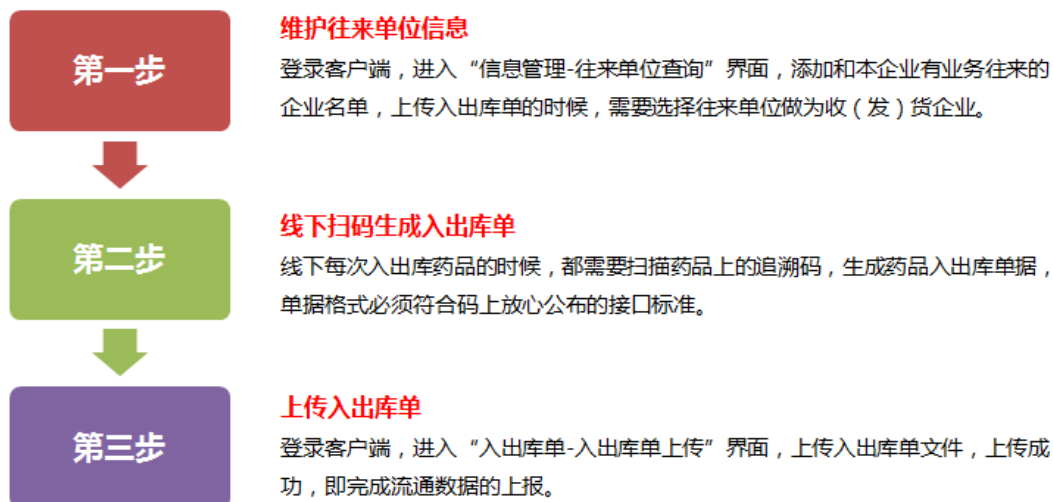 第一步
维护往来单位信息
登录客户端，进入“信息管理-往来单位查询”界面，添加和本企业有业务往来的
企业名单，上传入出库单的时候，需要选择往来单位做为收（发）货企业。
第二步
线下扫码生成入出库单
线下每次入出库药品的时候，都需要扫描药品上的追溯码，生成药品入出库单据，
单据格式必须符合码上放心公布的接口标准。
第三步
上传入出库单
登录客户端，进入“入出库单-入出库单上传”界面，上传入出库单文件，上传成
功，即完成流通数据的上报。